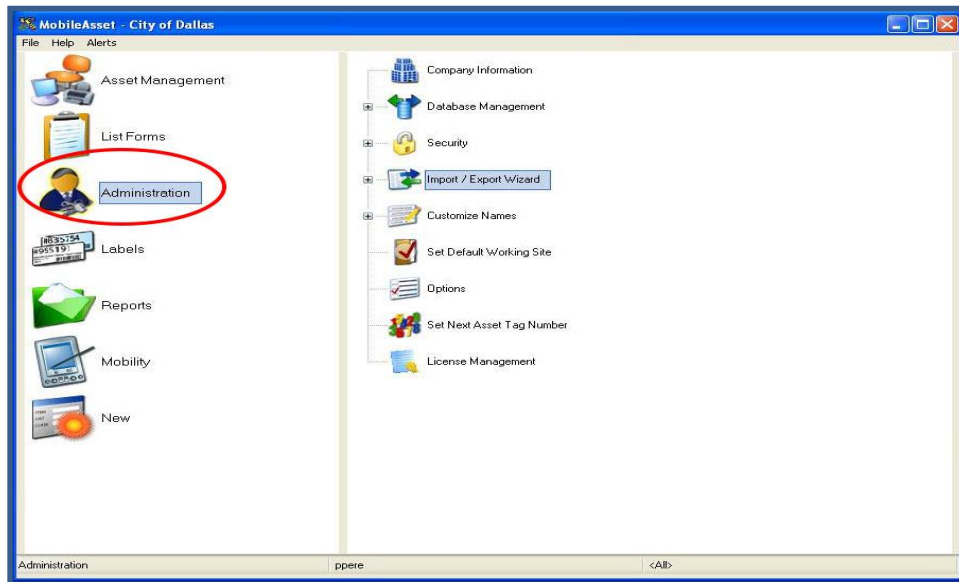 MobileAsset - City of Dallas
File Help Alerts
Asset Management
List Forms
Administration
Labels
Reports
Mobility
New
Company Information
Database Management
Security
Import / Export Wizard
Customize Names
Set Default Working Site
Options
Set Next Asset Tag Number
License Management
Administration ppere <All>